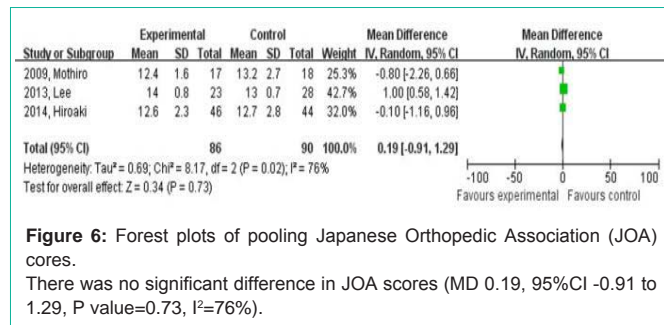 Experimental Control Mean Difference Mean Difference
Study or Subgroup Mean SD Total Mean SD Total Weight IV, Random, 95% CI IV, Random, 95% CI
2009, Mothiro 12.4 1.6 17 13.2 2.7 18 25.3% -0.80 [-2.26, 0.66]
2013, Lee 14 0.8 23 13 0.7 28 42.7% 1.00 [0.58, 1.42]
2014, Hiroaki 12.6 2.3 46 12.7 2.8 44 32.0% -0.10 [-1.16, 0.96]
Total (95% CI) 86 90 100.0% 0.19 [-0.91, 1.29]
Heterogeneity: Tau² = 0.69; Chi² = 8.17, df = 2 (P = 0.02); I² = 76%
Test for overall effect: Z = 0.34 (P = 0.73)
-100 -50 0 50 100
Favours experimental Favours control
Figure 6: Forest plots of pooling Japanese Orthopedic Association (JOA)
cores.
There was no significant difference in JOA scores (MD 0.19, 95%CI -0.91 to
1.29, P value=0.73, I²=76%).